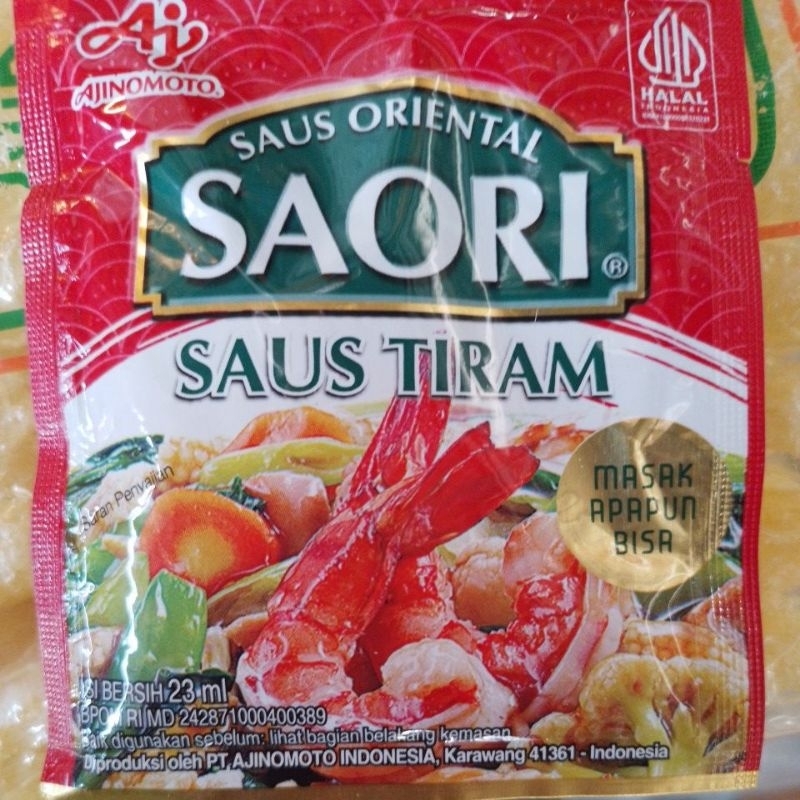 Aj
AJINOMOTO®
HALAL
INDONESIA
SAUS ORIENTAL
SAORI®
SAUS TIRAM
MASAK
APAPUN
BISA
Saran Penyajian
ISI BERSIH 23 ml
BPOM RI MD 242871000400389
Baik digunakan sebelum: lihat bagian belakang kemasan
Diproduksi oleh PT AJINOMOTO INDONESIA, Karawang 41361 - Indonesia